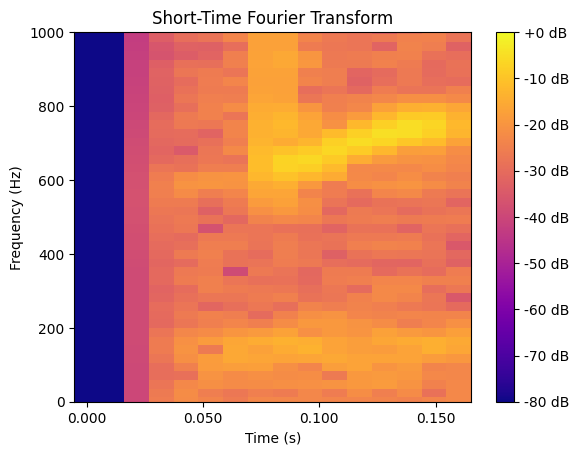 Short-Time Fourier Transform
1000
800
600
400
200
0
Frequency (Hz)
0.000
0.050
0.100
0.150
Time (s)
+0 dB
-10 dB
-20 dB
-30 dB
-40 dB
-50 dB
-60 dB
-70 dB
-80 dB